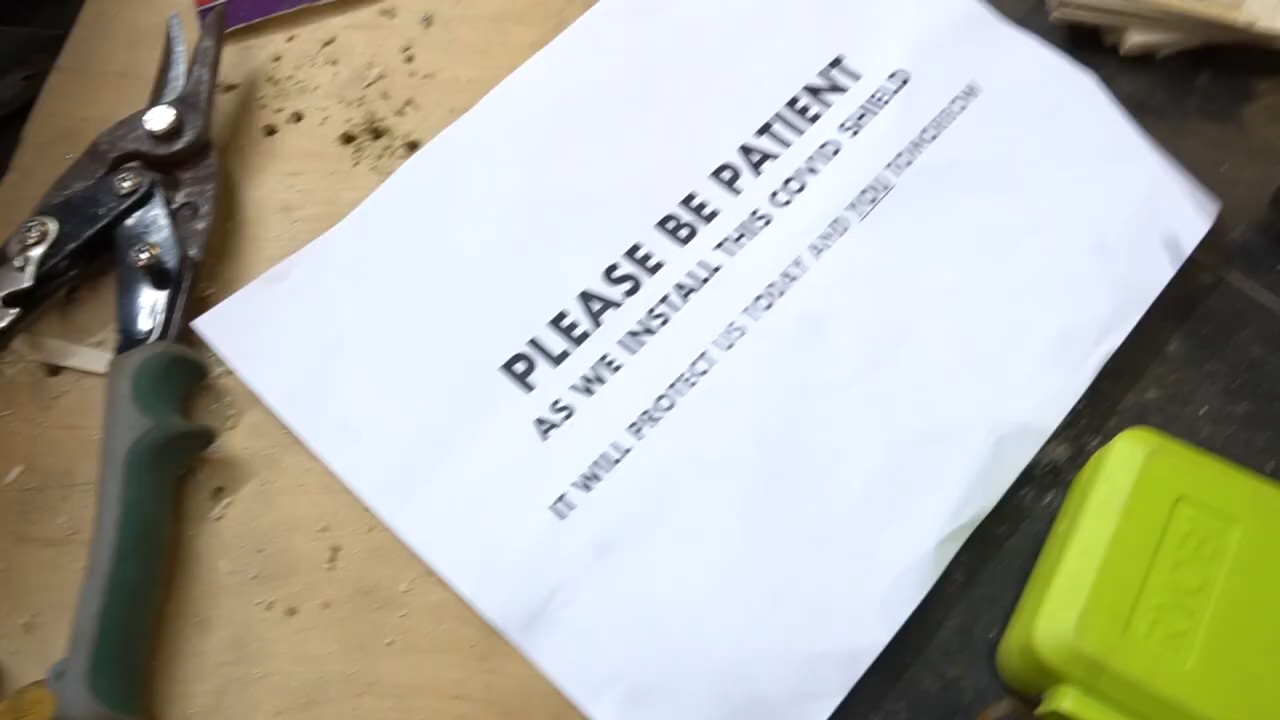 PLEASE BE PATIENT
AS WE INSTALL THIS COVID SHIELD
IT WILL PROTECT US TODAY AND YOU TOMORROW!